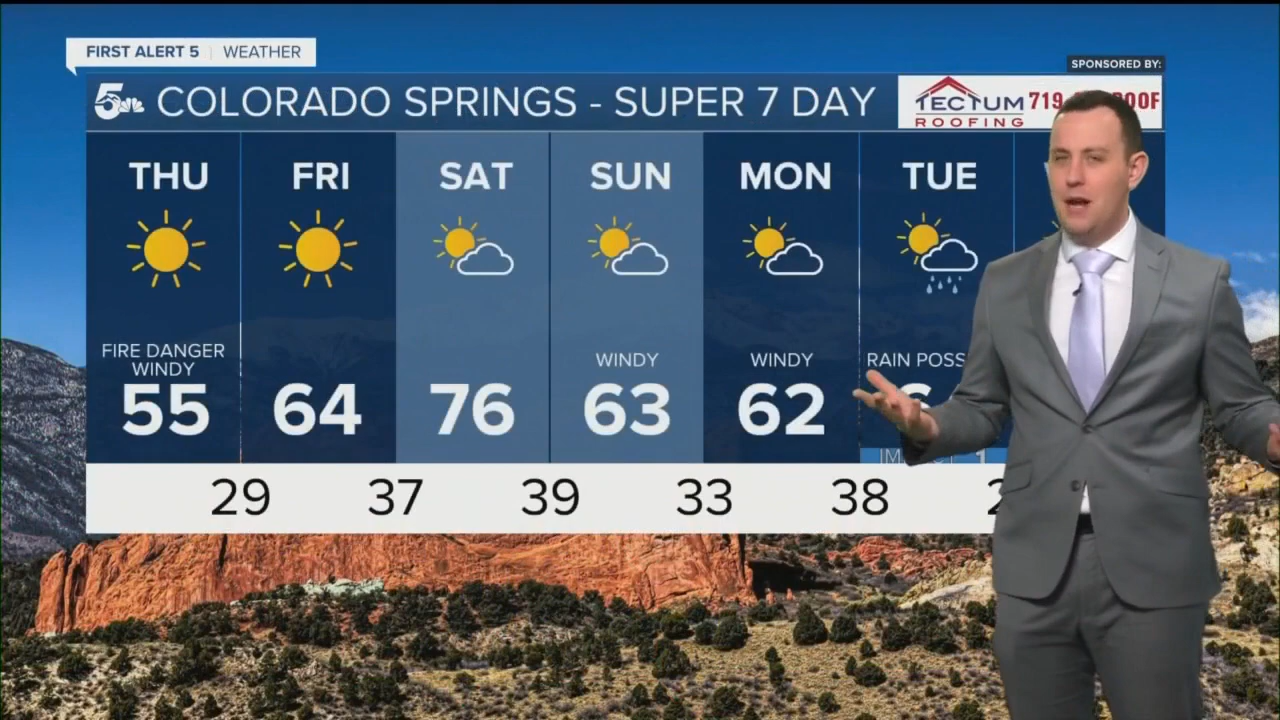 FIRST ALERT 5 | WEATHER
SPONSORED BY:
5 COLORADO SPRINGS - SUPER 7 DAY
TECTUM
ROOFING
719
THU FRI SAT SUN MON TUE
FIRE DANGER
WINDY
WINDY
WINDY
RAIN
55 64 76 63 62
29 37 39 33 38